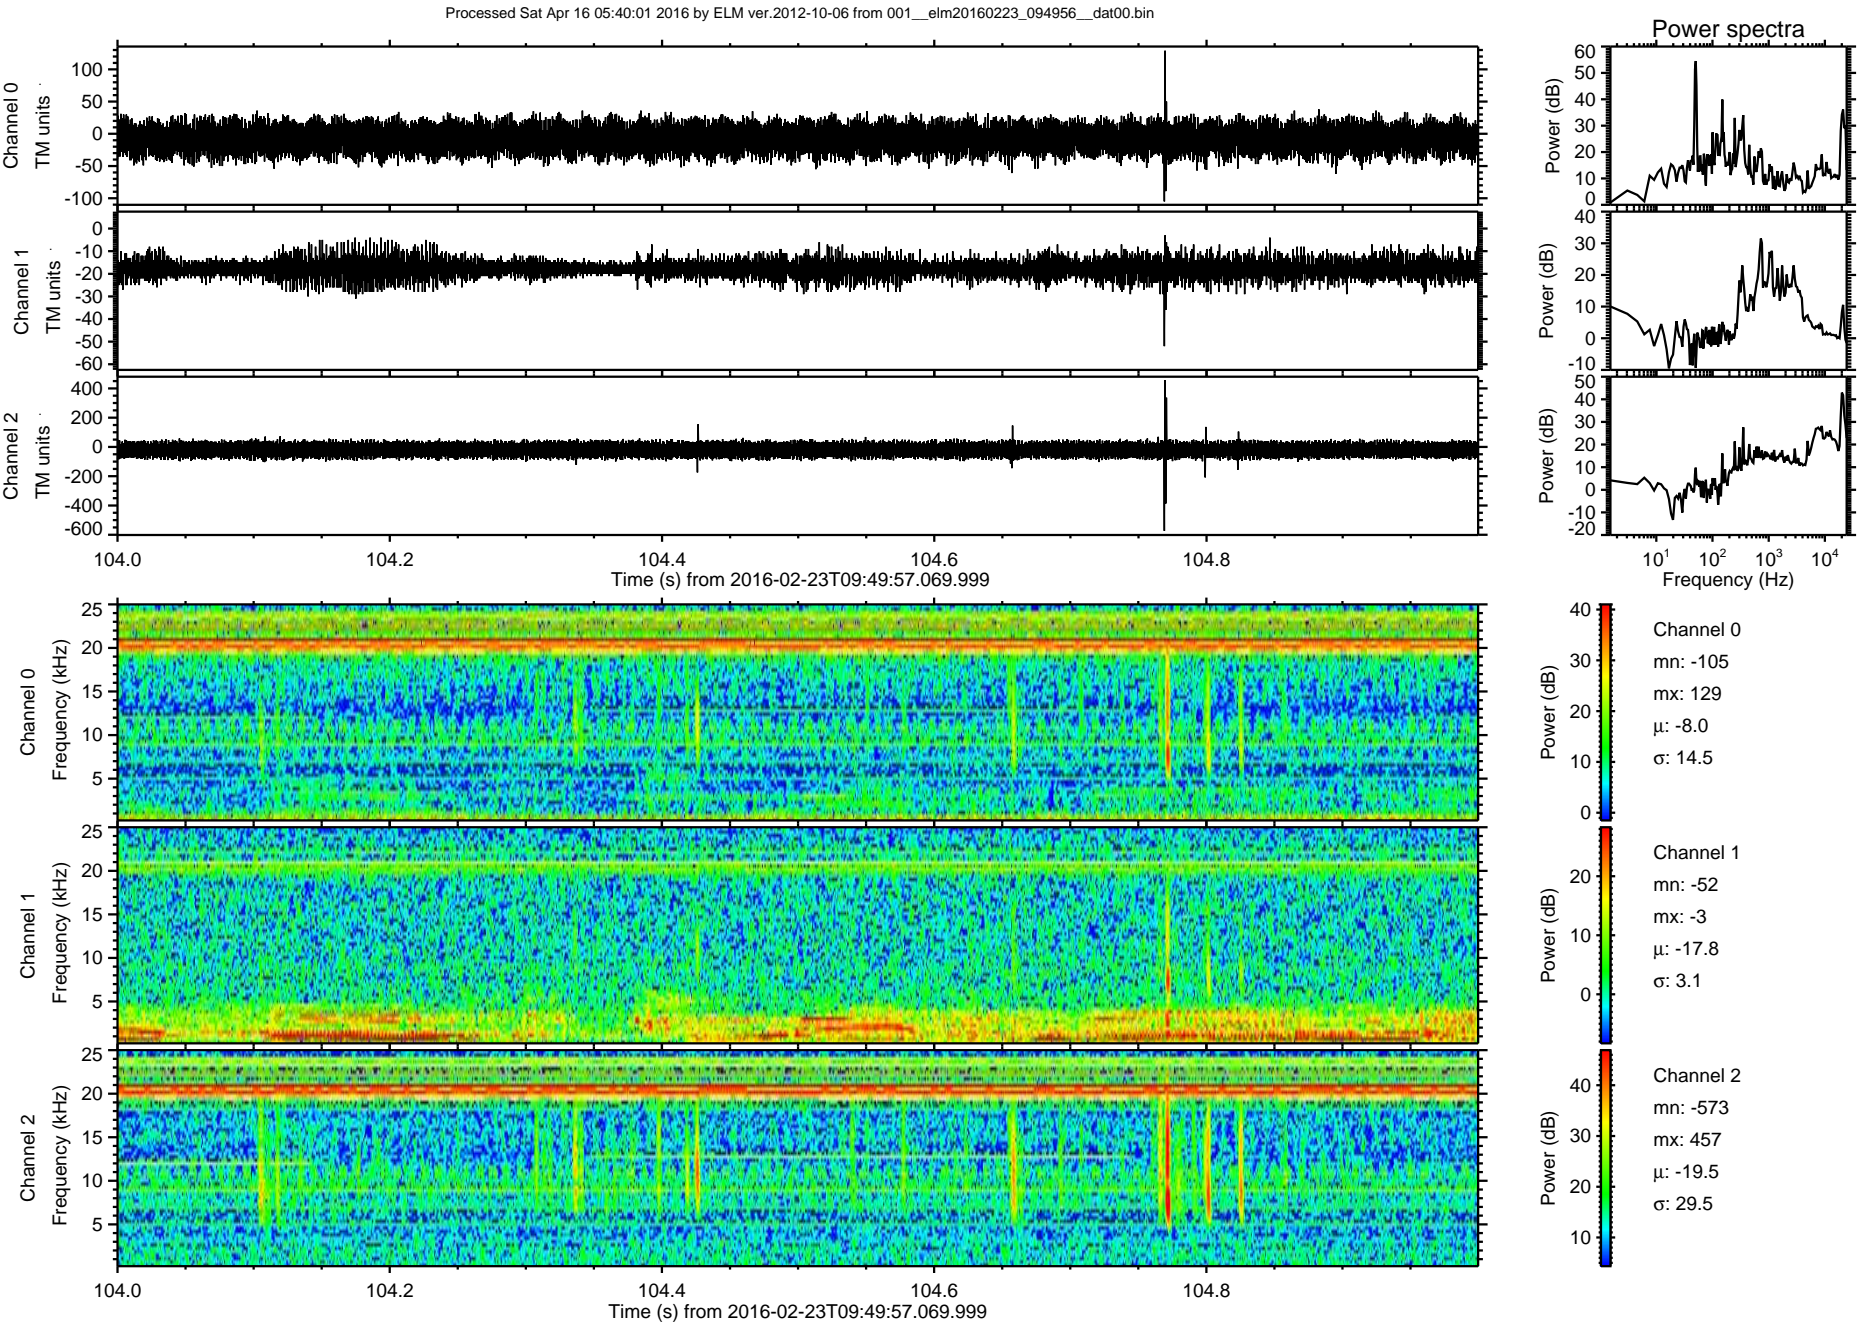 Processed Sat Apr 16 05:40:01 2016 by ELM ver.2012-10-06 from 001__elm20160223_094956__dat00.bin
Power spectra
Channel 0
TM units
100
50
0
-50
-100
Power (dB)
60
50
40
30
20
10
0
Channel 1
TM units
0
-10
-20
-30
-40
-50
-60
Power (dB)
40
30
20
10
0
-10
Channel 2
TM units
400
200
0
-200
-400
-600
Power (dB)
50
40
30
20
10
0
-10
-20
104.0 104.2 104.4 104.6 104.8
Time (s) from 2016-02-23T09:49:57.069.999
10¹ 10² 10³ 10⁴
Frequency (Hz)
Channel 0
Frequency (kHz)
25
20
15
10
5
Power (dB)
40
30
20
10
0
Channel 0
mn: -105
mx: 129
μ: -8.0
σ: 14.5
Channel 1
Frequency (kHz)
25
20
15
10
5
Power (dB)
20
10
0
Channel 1
mn: -52
mx: -3
μ: -17.8
σ: 3.1
Channel 2
Frequency (kHz)
25
20
15
10
5
Power (dB)
40
30
20
10
Channel 2
mn: -573
mx: 457
μ: -19.5
σ: 29.5
104.0 104.2 104.4 104.6 104.8
Time (s) from 2016-02-23T09:49:57.069.999